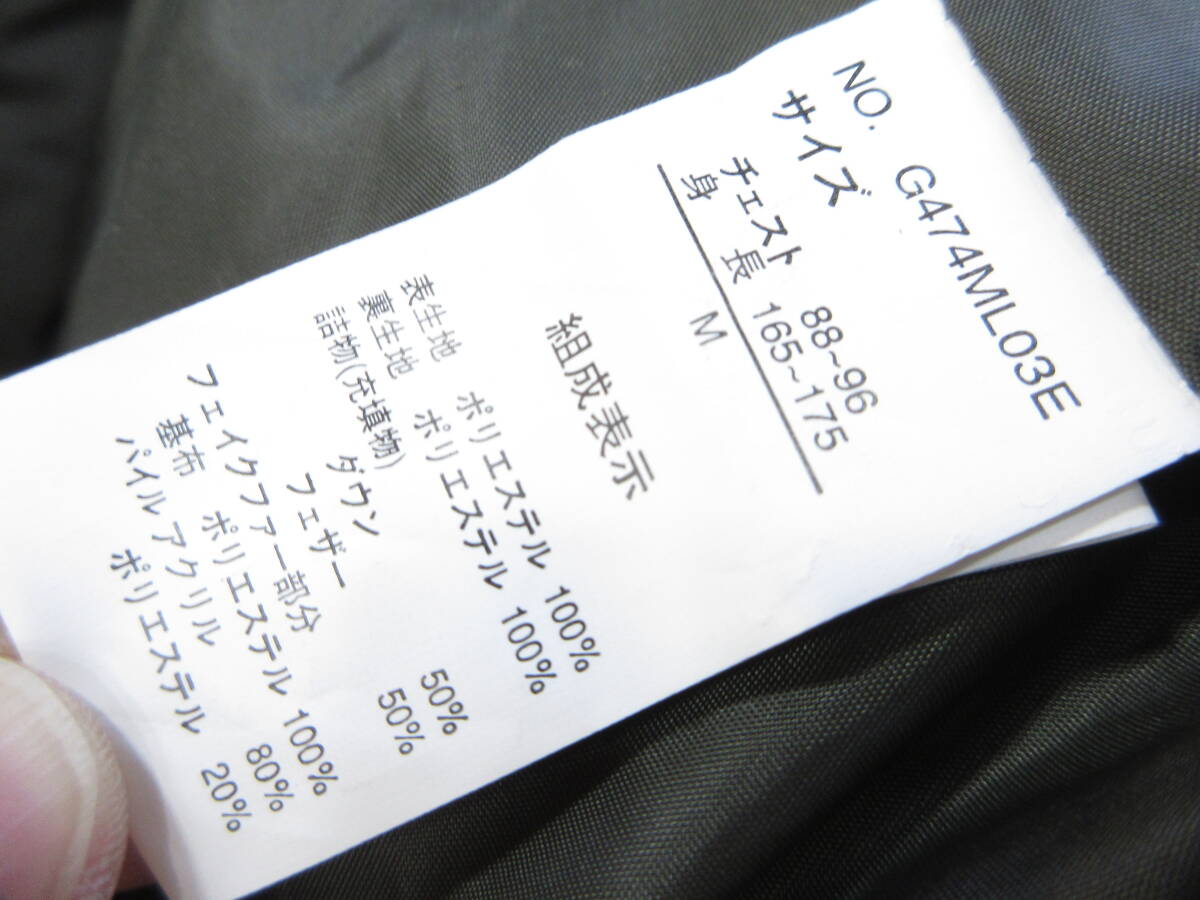 NO. G474ML03E
サイズ
チェスト 88~96
身 長 165~175
M
組成表示
表生地 ポリエステル 100%
裏生地 ポリエステル 100%
詰物(充填物)
ダウン 50%
フェザー 50%
フェイクファー部分
基布 ポリエステル 100%
パイル アクリル 80%
ポリエステル 20%